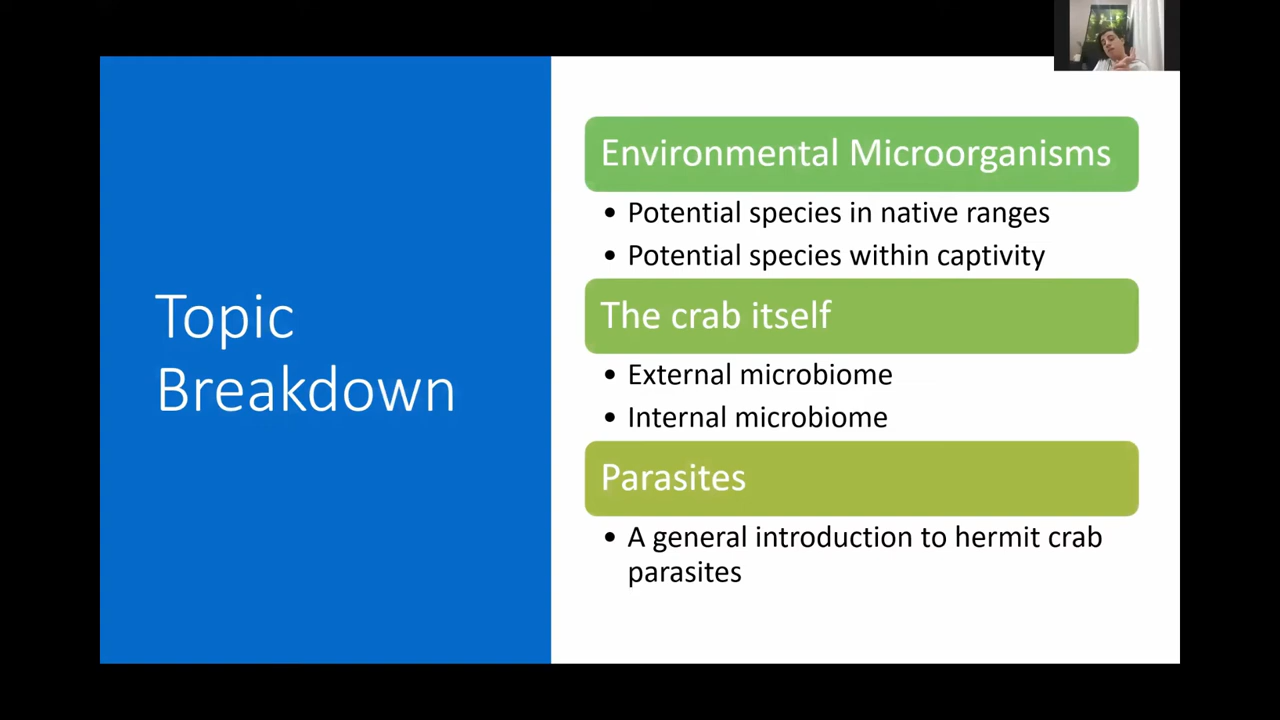 Topic
Breakdown
Environmental Microorganisms
• Potential species in native ranges
• Potential species within captivity
The crab itself
• External microbiome
• Internal microbiome
Parasites
• A general introduction to hermit crab
parasites